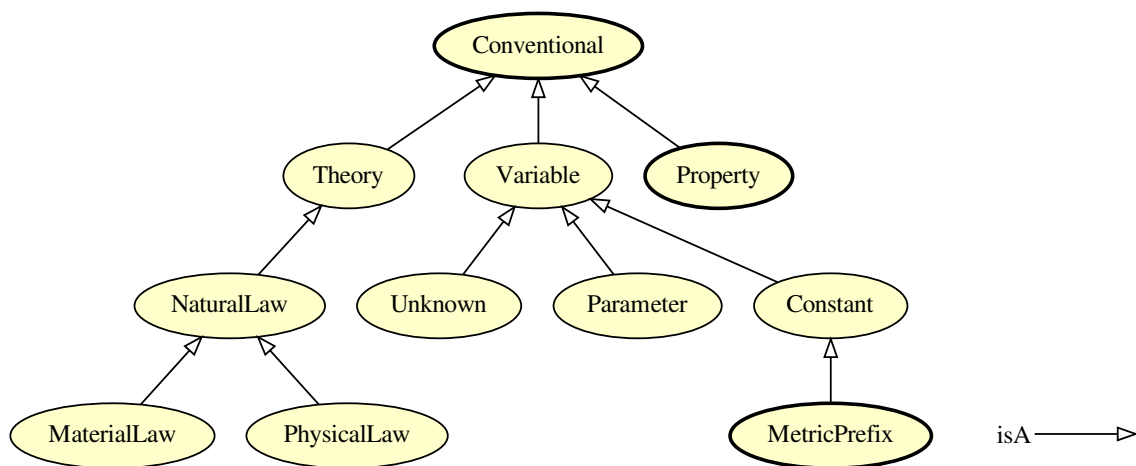 Conventional
Theory
Variable
Property
NaturalLaw
Unknown
Parameter
Constant
MaterialLaw
PhysicalLaw
MetricPrefix
isA